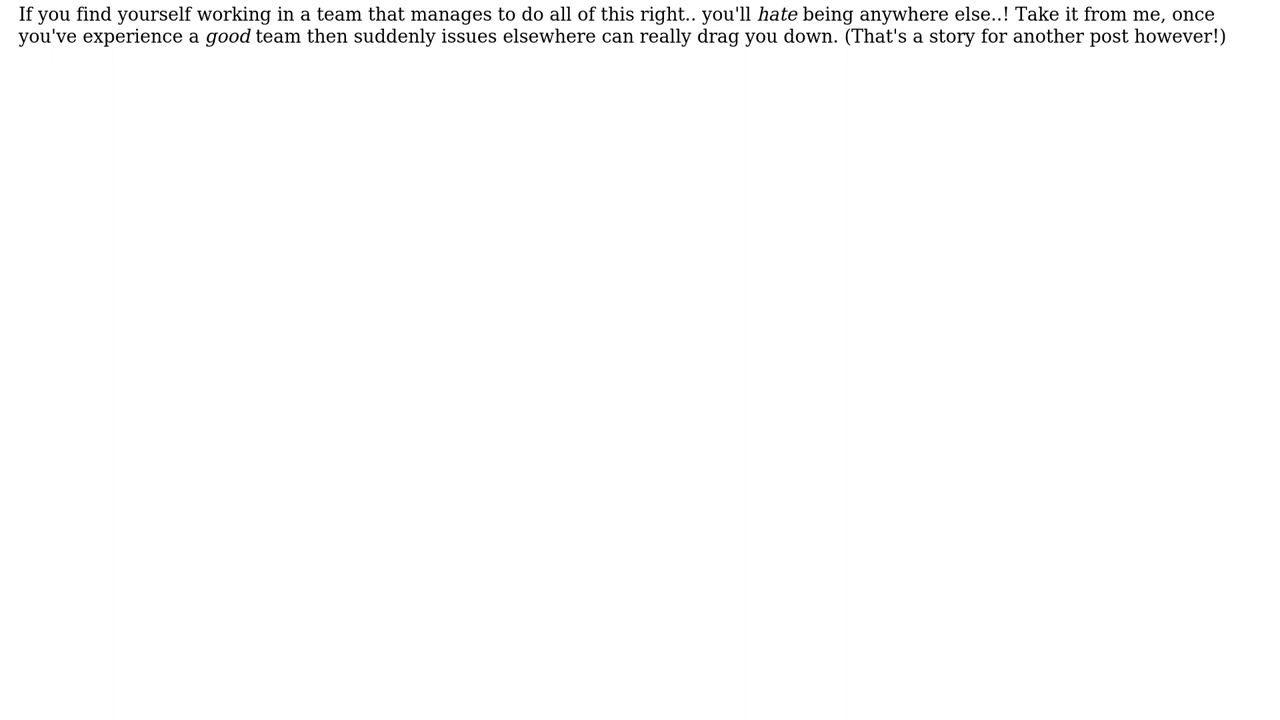 If you find yourself working in a team that manages to do all of this right.. you'll hate being anywhere else..! Take it from me, once
you've experience a good team then suddenly issues elsewhere can really drag you down. (That's a story for another post however!)